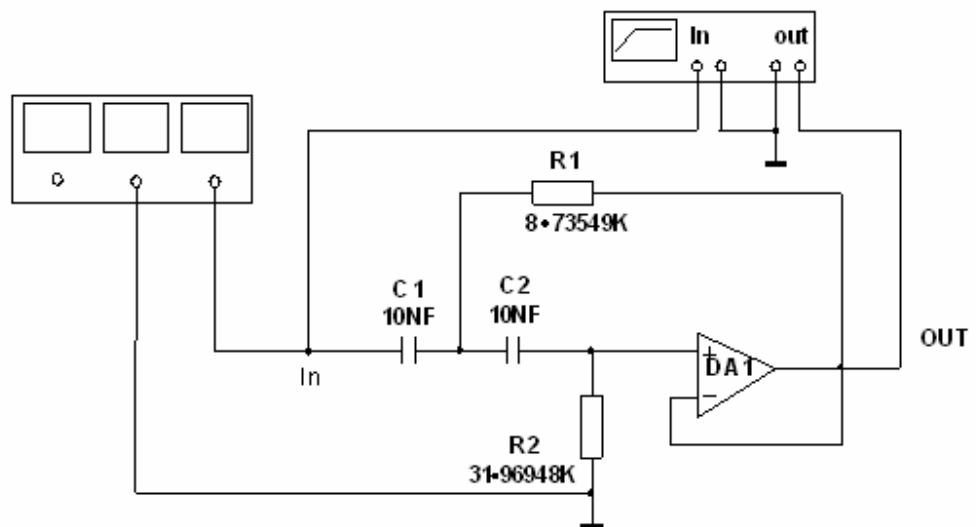 In out
R1
8•73549K
C1
10NF
C2
10NF
+
DA1
−
OUT
In
R2
31•96948K